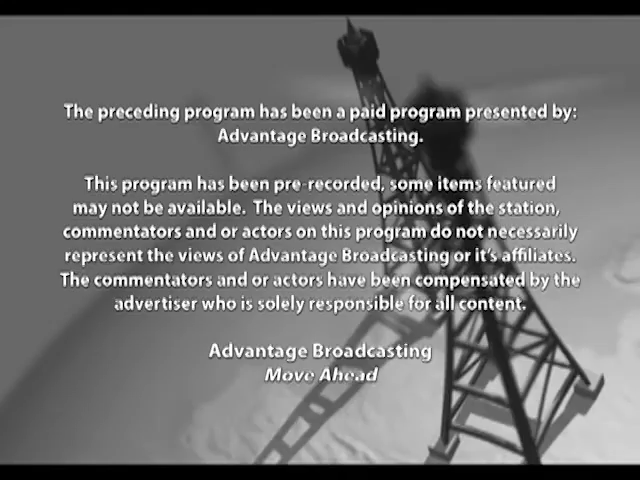 The preceding program has been a paid program presented by:
Advantage Broadcasting.
This program has been pre-recorded, some items featured
may not be available. The views and opinions of the station,
commentators and or actors on this program do not necessarily
represent the views of Advantage Broadcasting or it's affiliates.
The commentators and or actors have been compensated by the
advertiser who is solely responsible for all content.
Advantage Broadcasting
Move Ahead